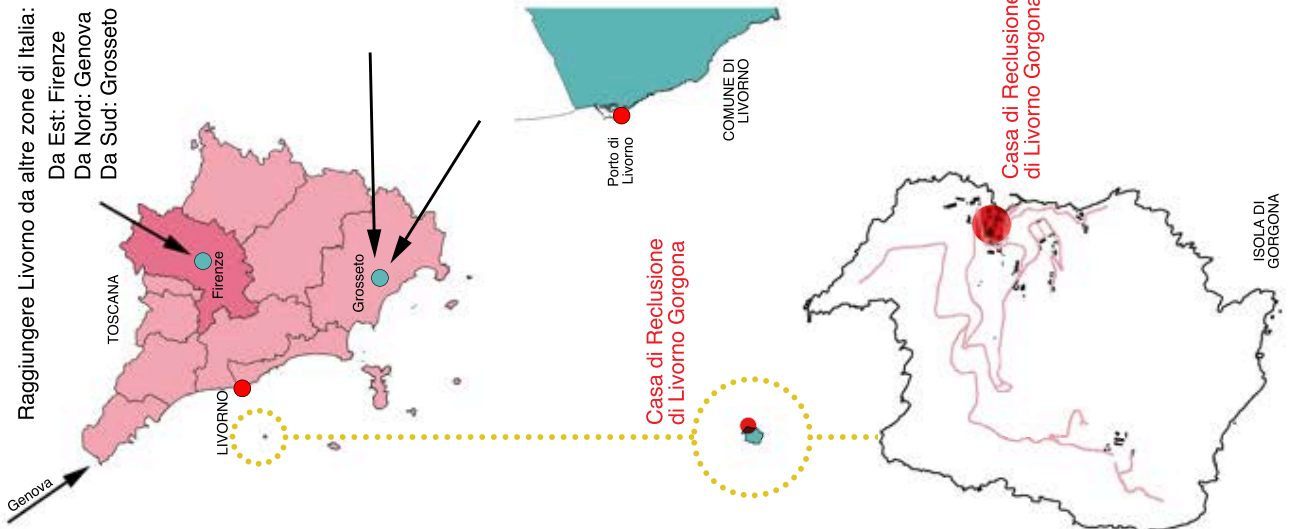 Raggiungere Livorno da altre zone di Italia:
Da Est: Firenze
Da Nord: Genova
Da Sud: Grosseto
TOSCANA
Firenze
Grosseto
LIVORNO
Genova
Porto di
Livorno
COMUNE DI
LIVORNO
Casa di Reclusione
di Livorno Gorgona
Casa di Reclusione
di Livorno Gorgona
ISOLA DI
GORGONA